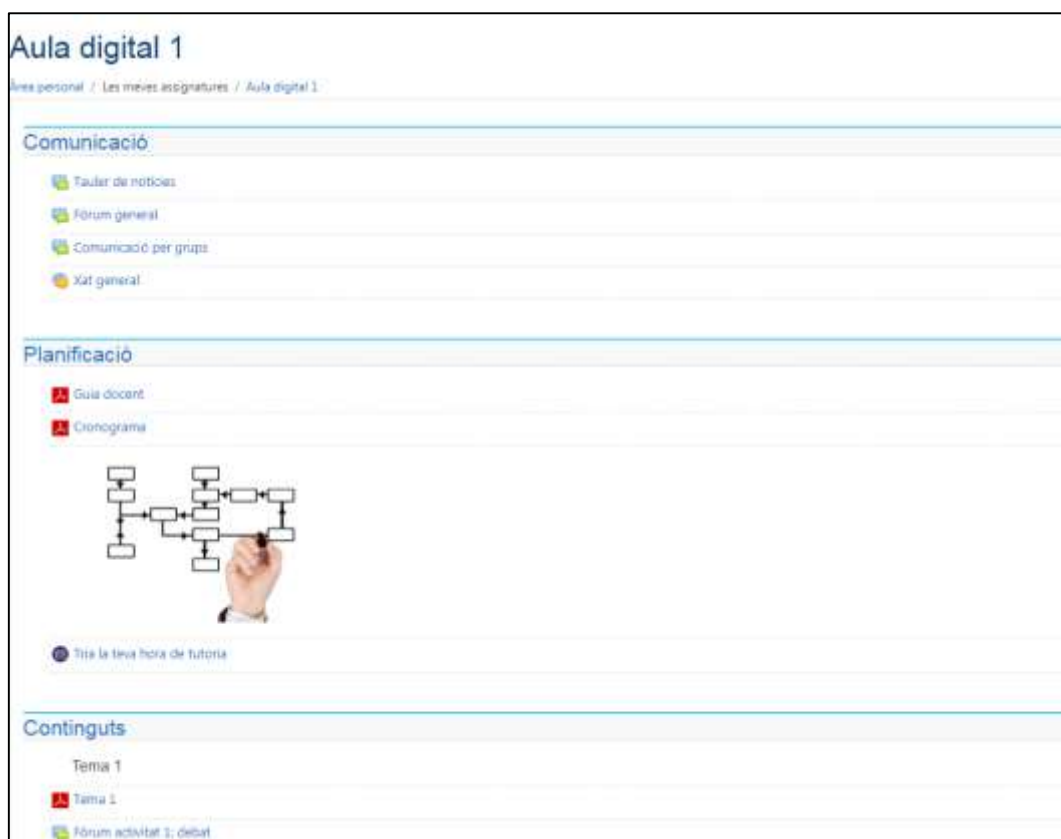 Aula digital 1
Àrea personal / Les meves assignatures / Aula digital 1
Comunicació
Tauler de notícies
Fòrum general
Comunicació per grups
Xat general
Planificació
Guia docent
Cronograma
Tria la teva hora de tutoria
Continguts
Tema 1
Tema 1
Fòrum activitat 1: debat